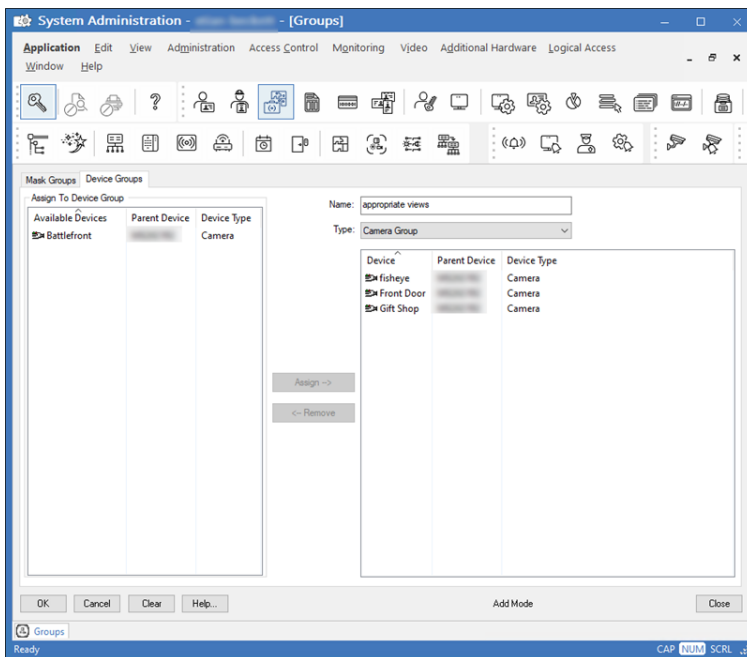 System Administration - - [Groups]
Application Edit View Administration Access Control Monitoring Video Additional Hardware Logical Access
Window Help
Mask Groups Device Groups
Assign To Device Group
Available Devices Parent Device Device Type
Battlefront Camera
Name: appropriate views
Type: Camera Group
Device Parent Device Device Type
fisheye Camera
Front Door Camera
Gift Shop Camera
Assign -->
<-- Remove
OK Cancel Clear Help... Add Mode Close
Groups
Ready CAP NUM SCRL